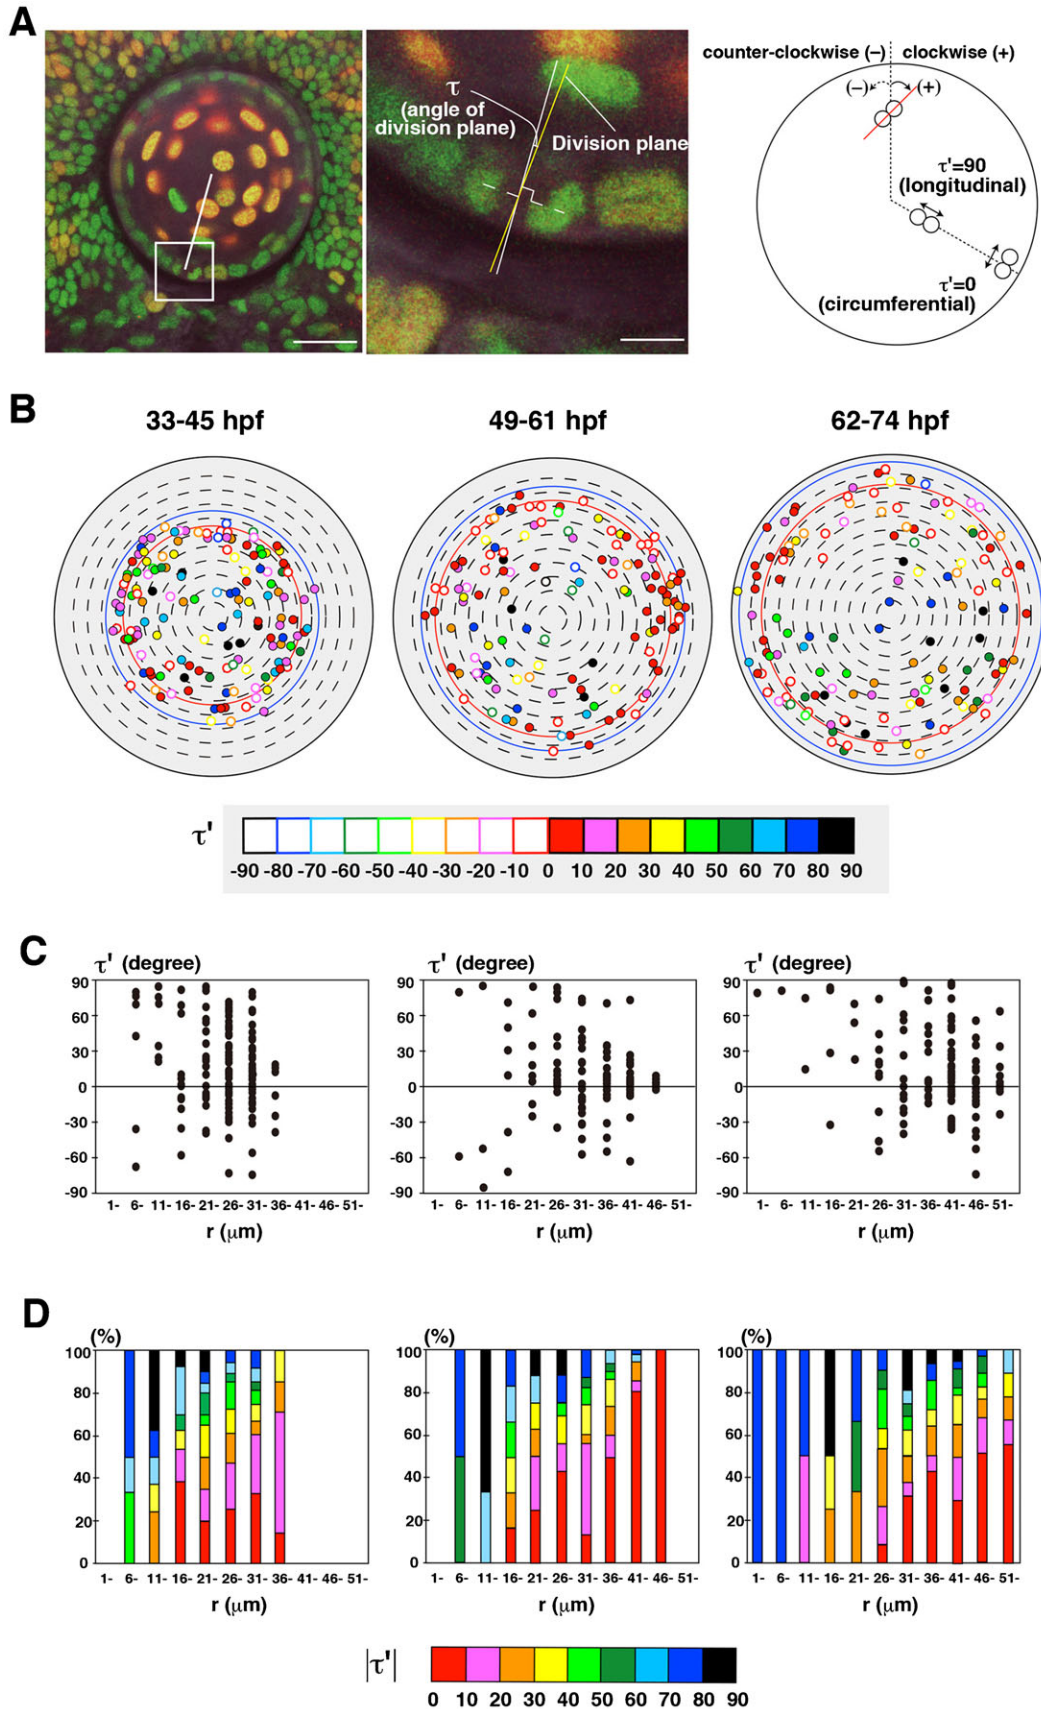 A
τ
(angle of
division plane)
Division plane
counter-clockwise (−) clockwise (+)
(−) (+)
τ'=90
(longitudinal)
τ'=0
(circumferential)
B
33-45 hpf 49-61 hpf 62-74 hpf
τ'
-90 -80 -70 -60 -50 -40 -30 -20 -10 0 10 20 30 40 50 60 70 80 90
C
τ' (degree) τ' (degree) τ' (degree)
90 90 90
60 60 60
30 30 30
0 0 0
-30 -30 -30
-60 -60 -60
-90 -90 -90
1- 6- 11- 16- 21- 26- 31- 36- 41- 46- 51- 1- 6- 11- 16- 21- 26- 31- 36- 41- 46- 51- 1- 6- 11- 16- 21- 26- 31- 36- 41- 46- 51-
r (μm) r (μm) r (μm)
D
(%) (%) (%)
100 100 100
80 80 80
60 60 60
40 40 40
20 20 20
0 0 0
1- 6- 11- 16- 21- 26- 31- 36- 41- 46- 51- 1- 6- 11- 16- 21- 26- 31- 36- 41- 46- 51- 1- 6- 11- 16- 21- 26- 31- 36- 41- 46- 51-
r (μm) r (μm) r (μm)
|τ'|
0 10 20 30 40 50 60 70 80 90